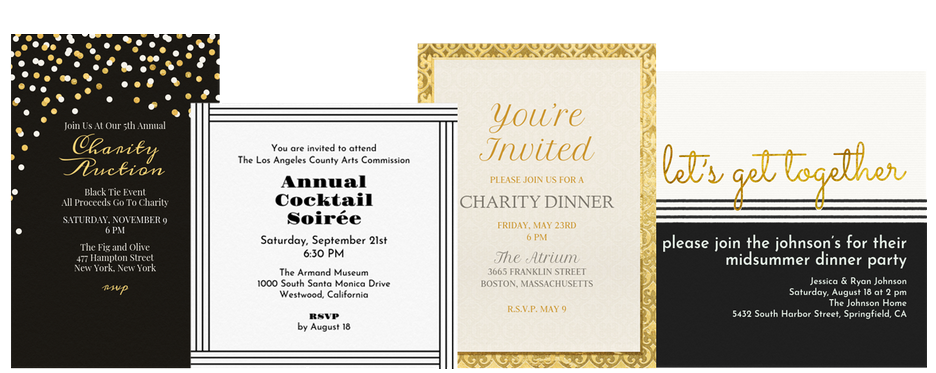 Join Us At Our 5th Annual
Charity
Auction
Black Tie Event
All Proceeds Go To Charity
SATURDAY, NOVEMBER 9
6 PM
The Fig and Olive
477 Hampton Street
New York, New York
rsvp
You are invited to attend
The Los Angeles County Arts Commission
Annual
Cocktail
Soirée
Saturday, September 21st
6:30 PM
The Armand Museum
1000 South Santa Monica Drive
Westwood, California
RSVP
by August 18
You're
Invited
PLEASE JOIN US FOR A
CHARITY DINNER
FRIDAY, MAY 23RD
6 PM
The Atrium
3665 FRANKLIN STREET
BOSTON, MASSACHUSETTS
R.S.V.P. MAY 9
let's get together
please join the johnson's for their
midsummer dinner party
Jessica & Ryan Johnson
Saturday, August 18 at 2 pm
The Johnson Home
5432 South Harbor Street, Springfield, CA